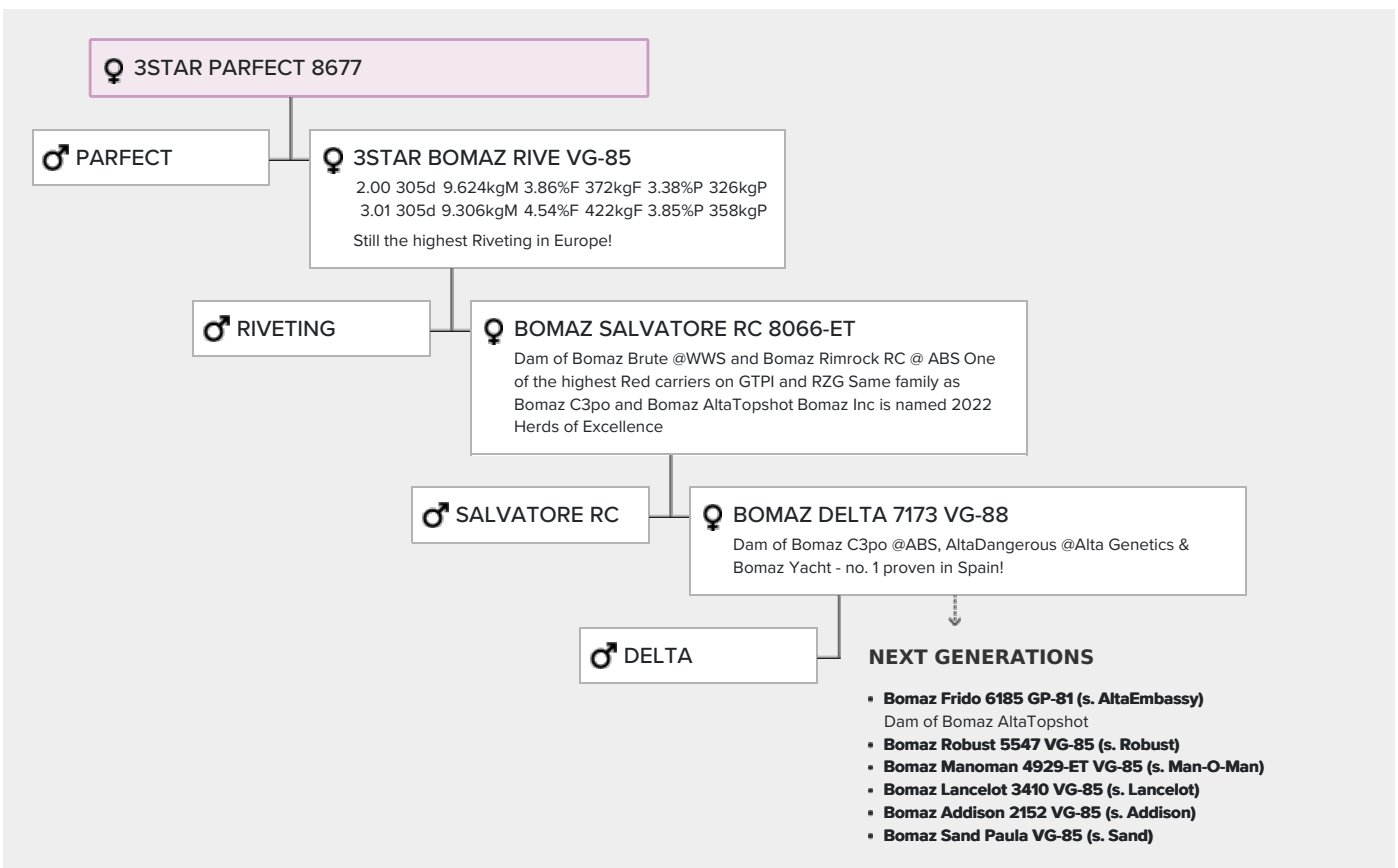 3STAR PARFECT 8677
PARFECT
3STAR BOMAZ RIVE VG-85
2.00 305d 9.624kgM 3.86%F 372kgF 3.38%P 326kgP
3.01 305d 9.306kgM 4.54%F 422kgF 3.85%P 358kgP
Still the highest Riveting in Europe!
RIVETING
BOMAZ SALVATORE RC 8066-ET
Dam of Bomaz Brute @WWS and Bomaz Rimrock RC @ ABS One
of the highest Red carriers on GTPI and RZG Same family as
Bomaz C3po and Bomaz AltaTopshot Bomaz Inc is named 2022
Herds of Excellence
SALVATORE RC
BOMAZ DELTA 7173 VG-88
Dam of Bomaz C3po @ABS, AltaDangerous @Alta Genetics &
Bomaz Yacht - no. 1 proven in Spain!
DELTA
NEXT GENERATIONS
• Bomaz Frido 6185 GP-81 (s. AltaEmbassy)
Dam of Bomaz AltaTopshot
• Bomaz Robust 5547 VG-85 (s. Robust)
• Bomaz Manoman 4929-ET VG-85 (s. Man-O-Man)
• Bomaz Lancelot 3410 VG-85 (s. Lancelot)
• Bomaz Addison 2152 VG-85 (s. Addison)
• Bomaz Sand Paula VG-85 (s. Sand)